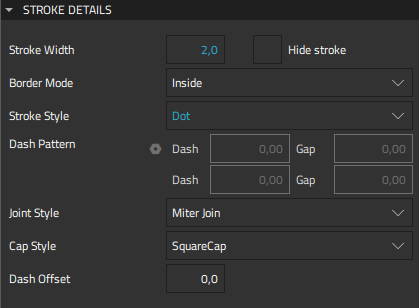 STROKE DETAILS
Stroke Width 2,0 Hide stroke
Border Mode Inside
Stroke Style Dot
Dash Pattern Dash 0,00 Gap 0,00
Dash 0,00 Gap 0,00
Joint Style Miter Join
Cap Style SquareCap
Dash Offset 0,0